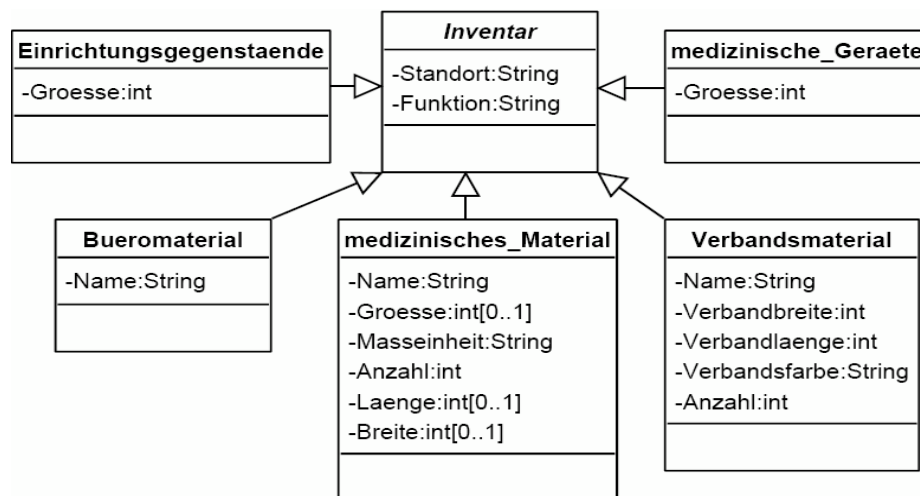 Einrichtungsgegenstaende
-Groesse:int
Inventar
-Standort:String
-Funktion:String
medizinische_Geraete
-Groesse:int
Bueromaterial
-Name:String
medizinisches_Material
-Name:String
-Groesse:int[0..1]
-Masseinheit:String
-Anzahl:int
-Laenge:int[0..1]
-Breite:int[0..1]
Verbandsmaterial
-Name:String
-Verbandbreite:int
-Verbandlaenge:int
-Verbandsfarbe:String
-Anzahl:int